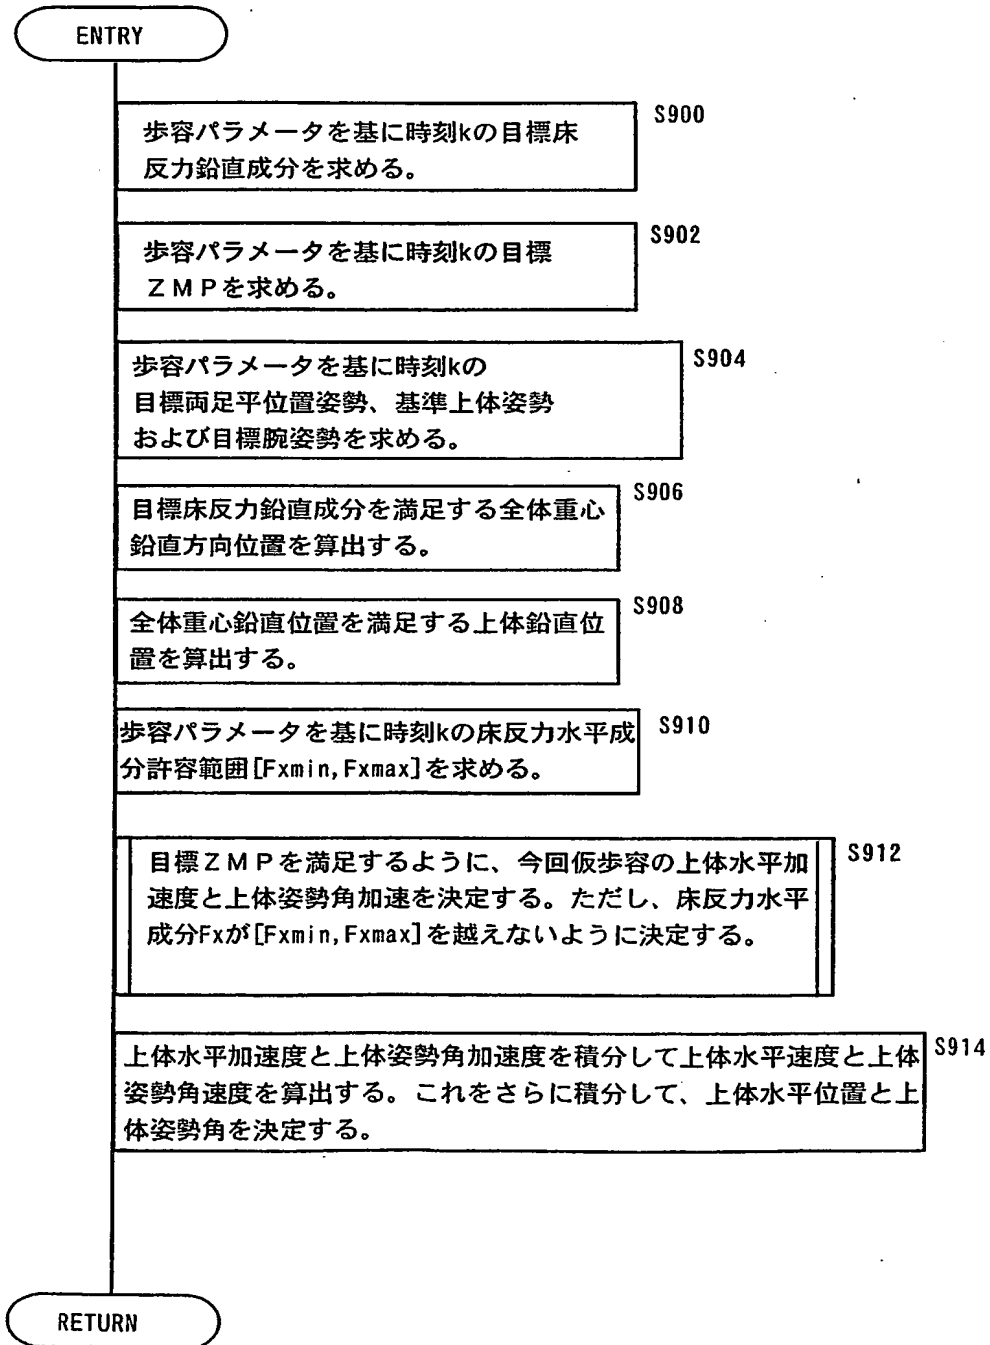 ENTRY
S900
歩容パラメータを基に時刻kの目標床
反力鉛直成分を求める。
S902
歩容パラメータを基に時刻kの目標
ＺＭＰを求める。
S904
歩容パラメータを基に時刻kの
目標両足平位置姿勢、基準上体姿勢
および目標腕姿勢を求める。
S906
目標床反力鉛直成分を満足する全体重心
鉛直方向位置を算出する。
S908
全体重心鉛直位置を満足する上体鉛直位
置を算出する。
S910
歩容パラメータを基に時刻kの床反力水平成
分許容範囲[Fxmin,Fxmax]を求める。
S912
目標ＺＭＰを満足するように、今回仮歩容の上体水平加
速度と上体姿勢角加速を決定する。ただし、床反力水平
成分Fxが[Fxmin,Fxmax]を越えないように決定する。
S914
上体水平加速度と上体姿勢角加速度を積分して上体水平速度と上体
姿勢角速度を算出する。これをさらに積分して、上体水平位置と上
体姿勢角を決定する。
RETURN